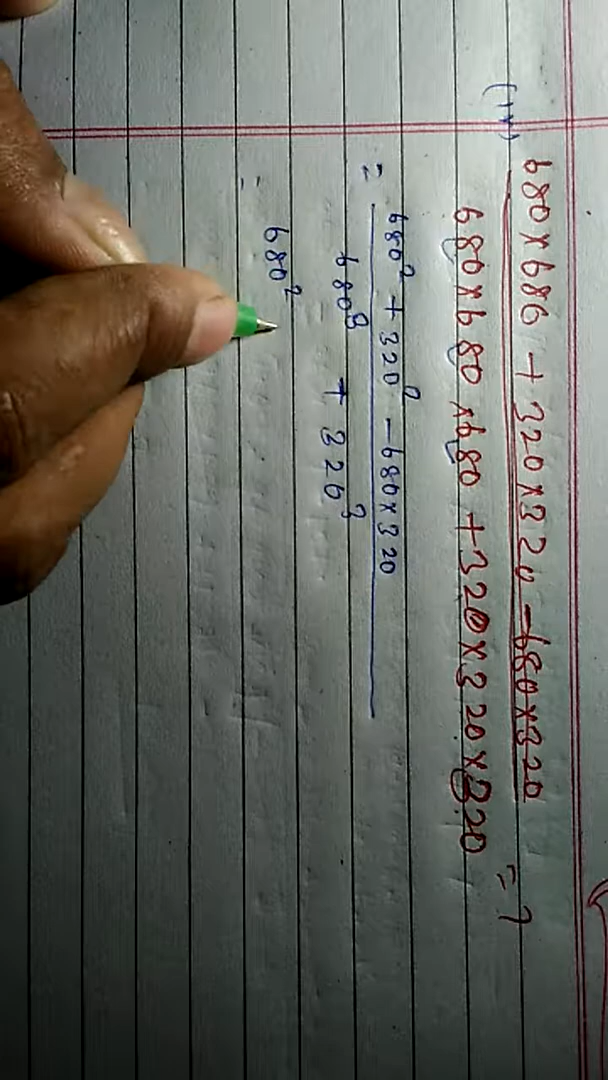 (iv) 680×680 + 320×320 - 680×320
680×680×680 + 320×320×320 = ?
= 680² + 320² - 680×320
680³ + 320³
= 680²